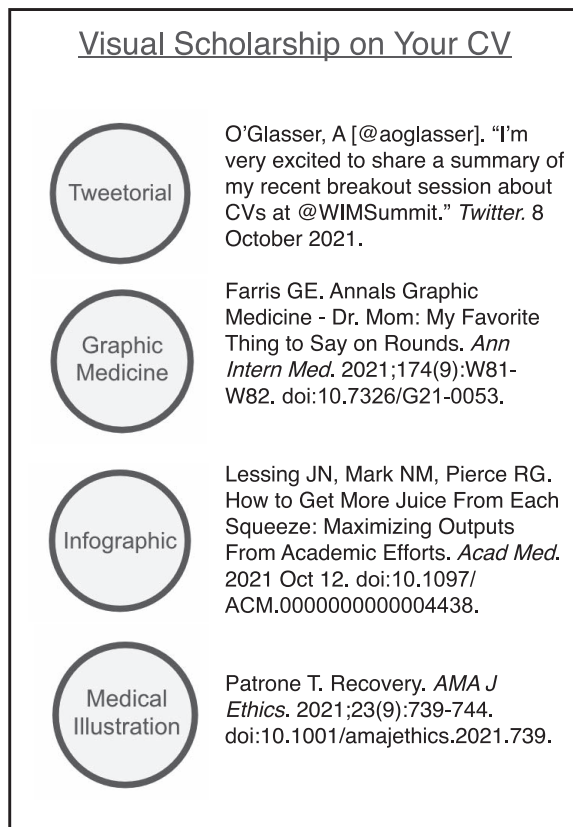 Visual Scholarship on Your CV
Tweetorial
O'Glasser, A [@aoglasser]. “I'm
very excited to share a summary of
my recent breakout session about
CVs at @WIMSummit.” Twitter. 8
October 2021.
Graphic
Medicine
Farris GE. Annals Graphic
Medicine - Dr. Mom: My Favorite
Thing to Say on Rounds. Ann
Intern Med. 2021;174(9):W81-
W82. doi:10.7326/G21-0053.
Infographic
Lessing JN, Mark NM, Pierce RG.
How to Get More Juice From Each
Squeeze: Maximizing Outputs
From Academic Efforts. Acad Med.
2021 Oct 12. doi:10.1097/
ACM.0000000000004438.
Medical
Illustration
Patrone T. Recovery. AMA J
Ethics. 2021;23(9):739-744.
doi:10.1001/amajethics.2021.739.